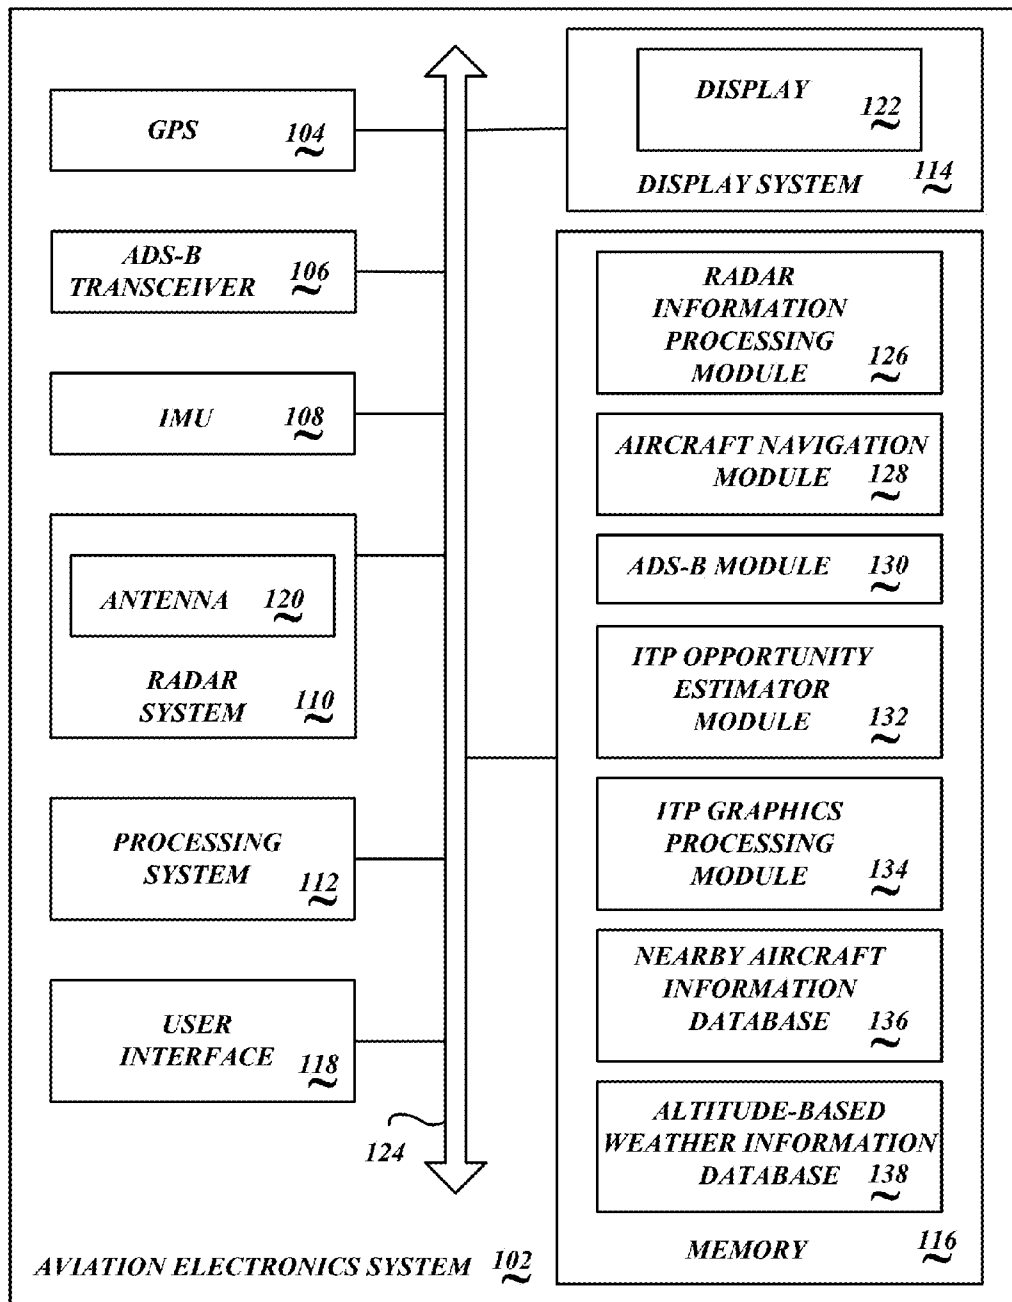 GPS 104
ADS-B
TRANSCEIVER 106
IMU 108
ANTENNA 120
RADAR
SYSTEM 110
PROCESSING
SYSTEM 112
USER
INTERFACE 118
124
AVIATION ELECTRONICS SYSTEM 102
DISPLAY 122
DISPLAY SYSTEM 114
RADAR
INFORMATION
PROCESSING
MODULE 126
AIRCRAFT NAVIGATION
MODULE 128
ADS-B MODULE 130
ITP OPPORTUNITY
ESTIMATOR
MODULE 132
ITP GRAPHICS
PROCESSING
MODULE 134
NEARBY AIRCRAFT
INFORMATION
DATABASE 136
ALTITUDE-BASED
WEATHER INFORMATION
DATABASE 138
MEMORY 116